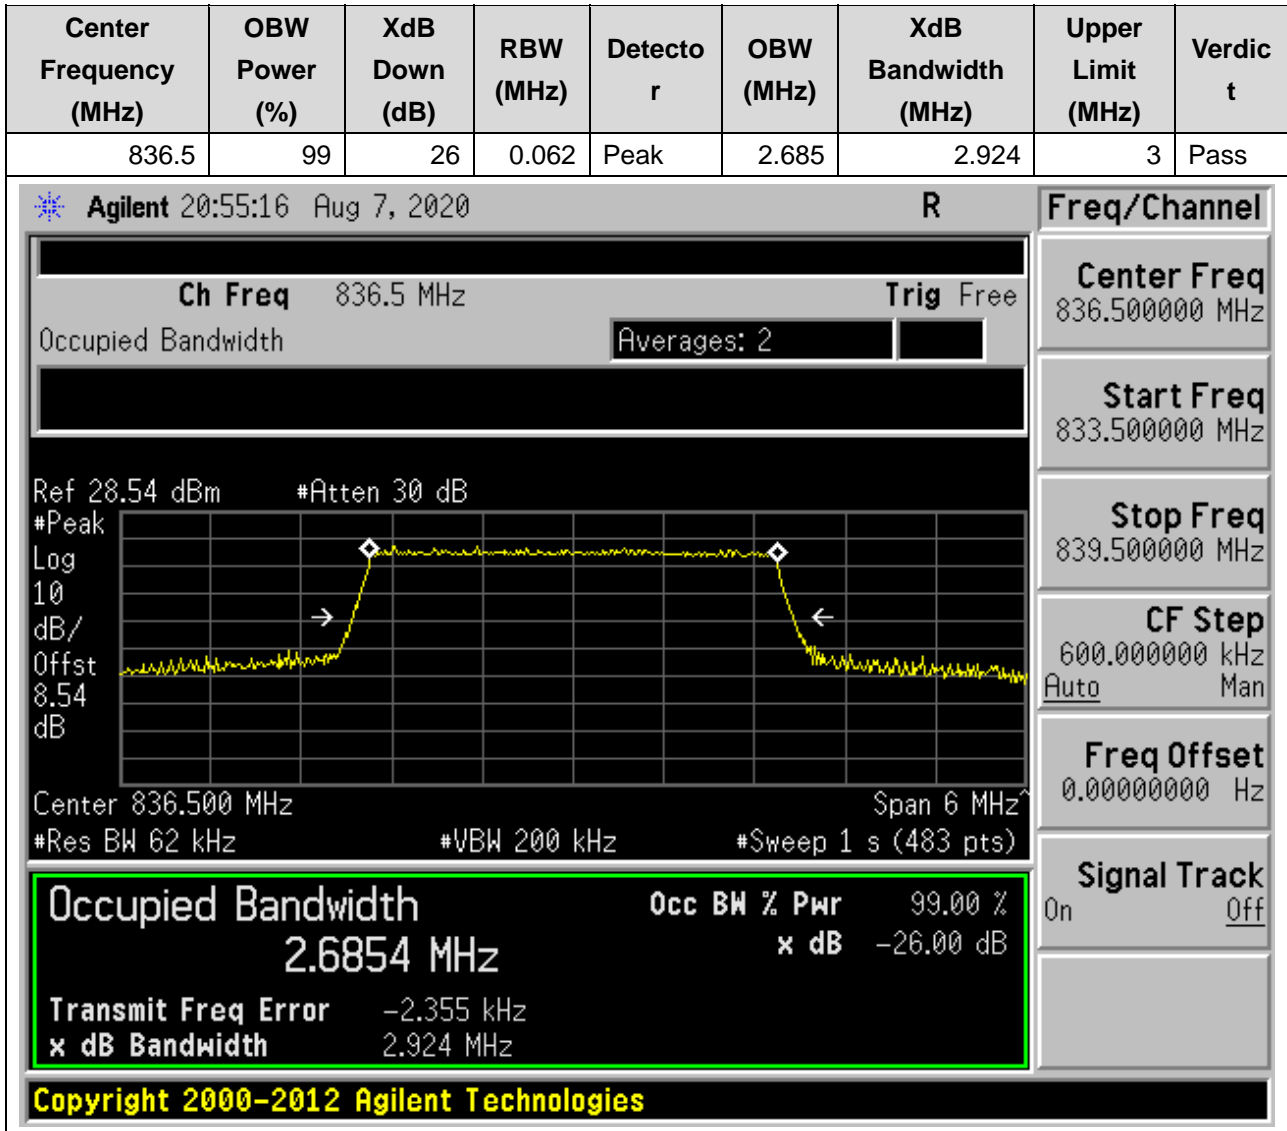 Center Frequency (MHz) OBW Power (%) XdB Down (dB) RBW (MHz) Detecto r OBW (MHz) XdB Bandwidth (MHz) Upper Limit (MHz) Verdic t
836.5 99 26 0.062 Peak 2.685 2.924 3 Pass
Agilent 20:55:16 Aug 7, 2020 R Freq/Channel
Ch Freq 836.5 MHz Trig Free
Occupied Bandwidth Averages: 2
Center Freq
836.500000 MHz
Start Freq
833.500000 MHz
Stop Freq
839.500000 MHz
CF Step
600.000000 kHz
Auto Man
Freq Offset
0.00000000 Hz
Signal Track
On Off
Ref 28.54 dBm #Atten 30 dB
#Peak
Log
10
dB/
Offst
8.54
dB
Center 836.500 MHz Span 6 MHz^
#Res BW 62 kHz #VBW 200 kHz #Sweep 1 s (483 pts)
Occupied Bandwidth Occ BW % Pwr 99.00 %
2.6854 MHz x dB -26.00 dB
Transmit Freq Error -2.355 kHz
x dB Bandwidth 2.924 MHz
Copyright 2000-2012 Agilent Technologies